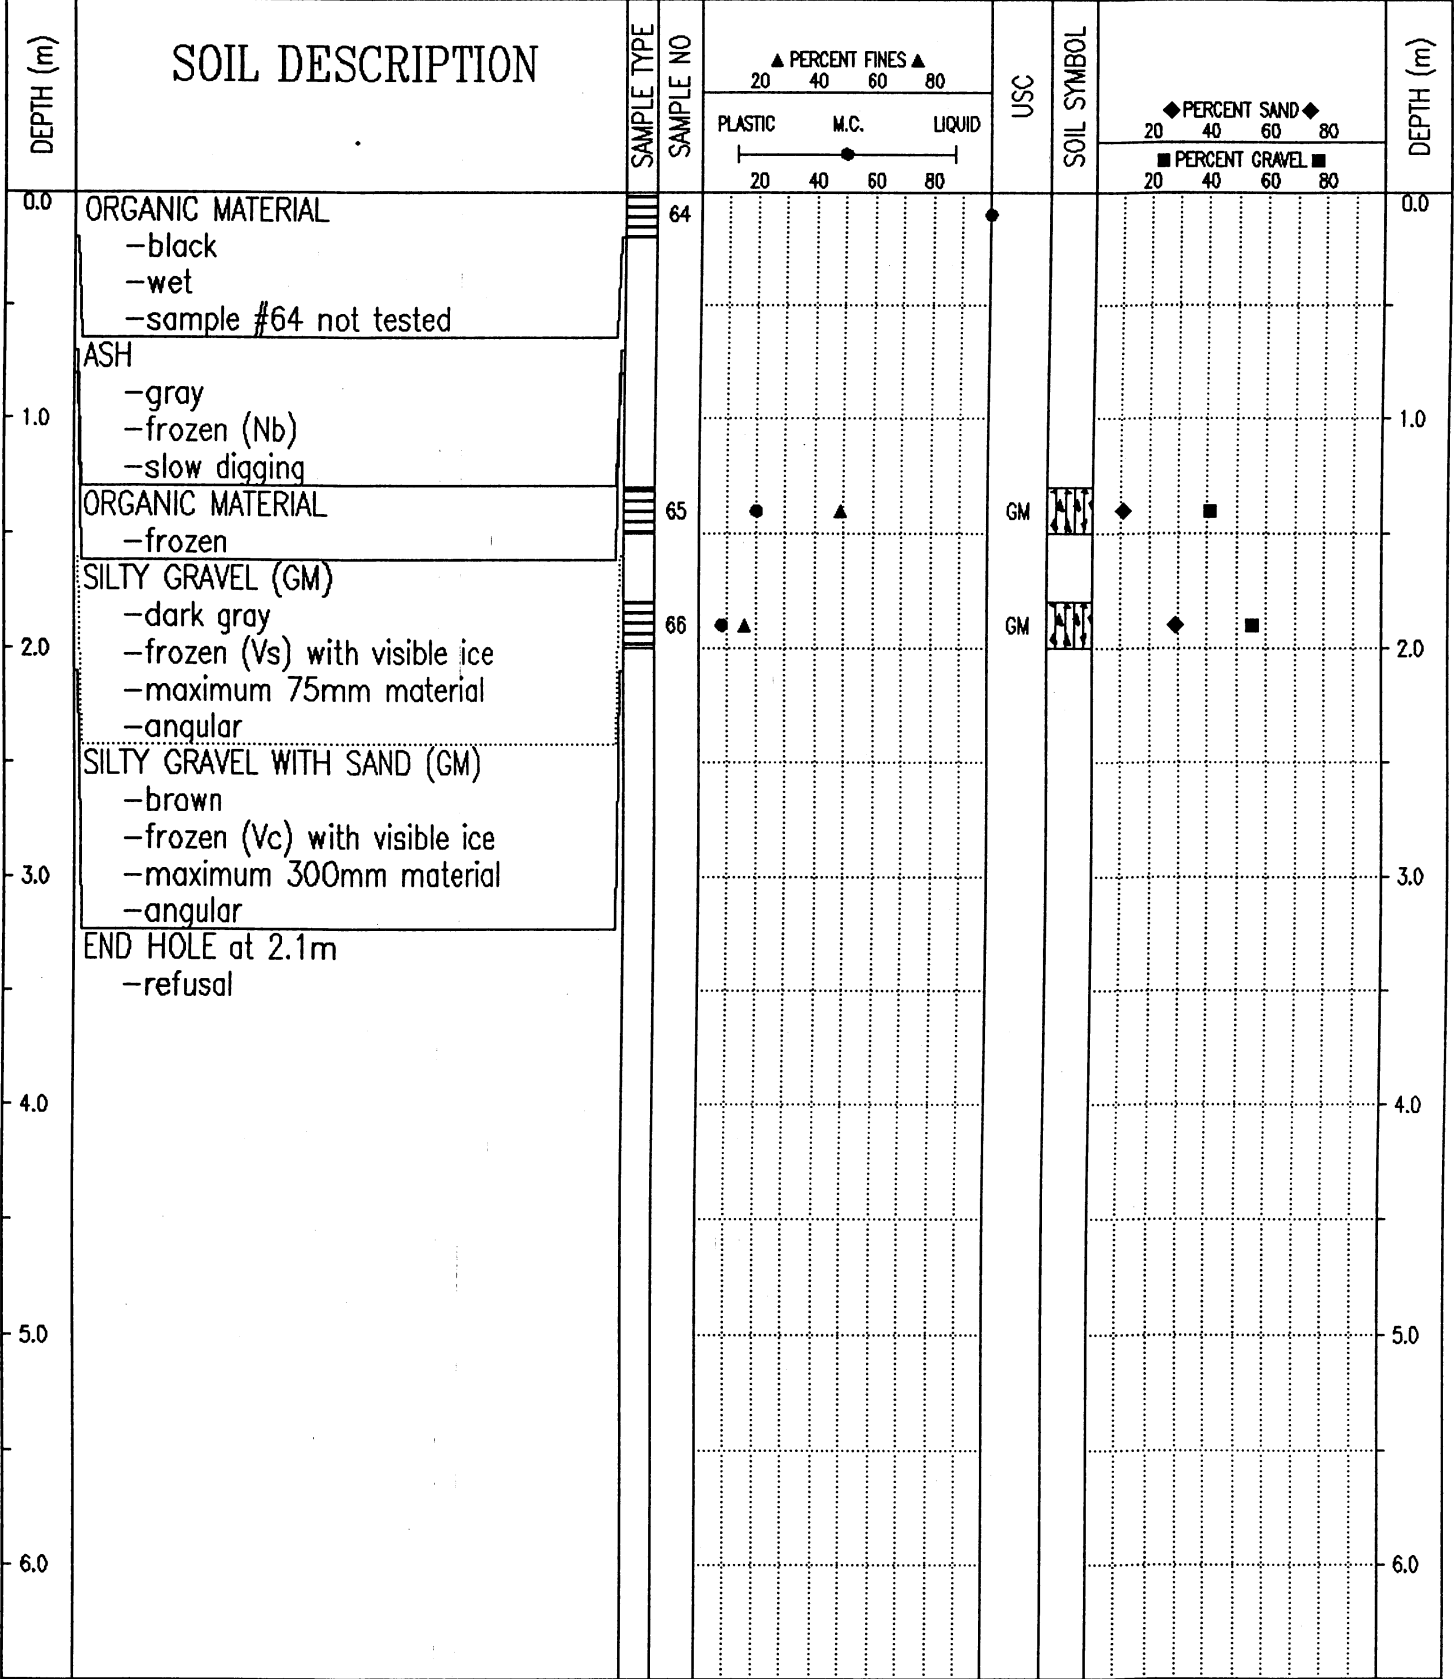 DEPTH (m)
SOIL DESCRIPTION
SAMPLE TYPE
SAMPLE NO
▲ PERCENT FINES ▲
20 40 60 80
PLASTIC M.C. LIQUID
20 40 60 80
USC
SOIL SYMBOL
◆PERCENT SAND◆
20 40 60 80
■ PERCENT GRAVEL ■
20 40 60 80
DEPTH (m)
0.0
ORGANIC MATERIAL
64
0.0
-black
-wet
-sample #64 not tested
ASH
-gray
1.0
1.0
-frozen (Nb)
-slow digging
ORGANIC MATERIAL
65
GM
-frozen
SILTY GRAVEL (GM)
-dark gray
66
GM
2.0
-frozen (Vs) with visible ice
2.0
-maximum 75mm material
-angular
SILTY GRAVEL WITH SAND (GM)
-brown
-frozen (Vc) with visible ice
3.0
-maximum 300mm material
3.0
-angular
END HOLE at 2.1m
-refusal
4.0
4.0
5.0
5.0
6.0
6.0